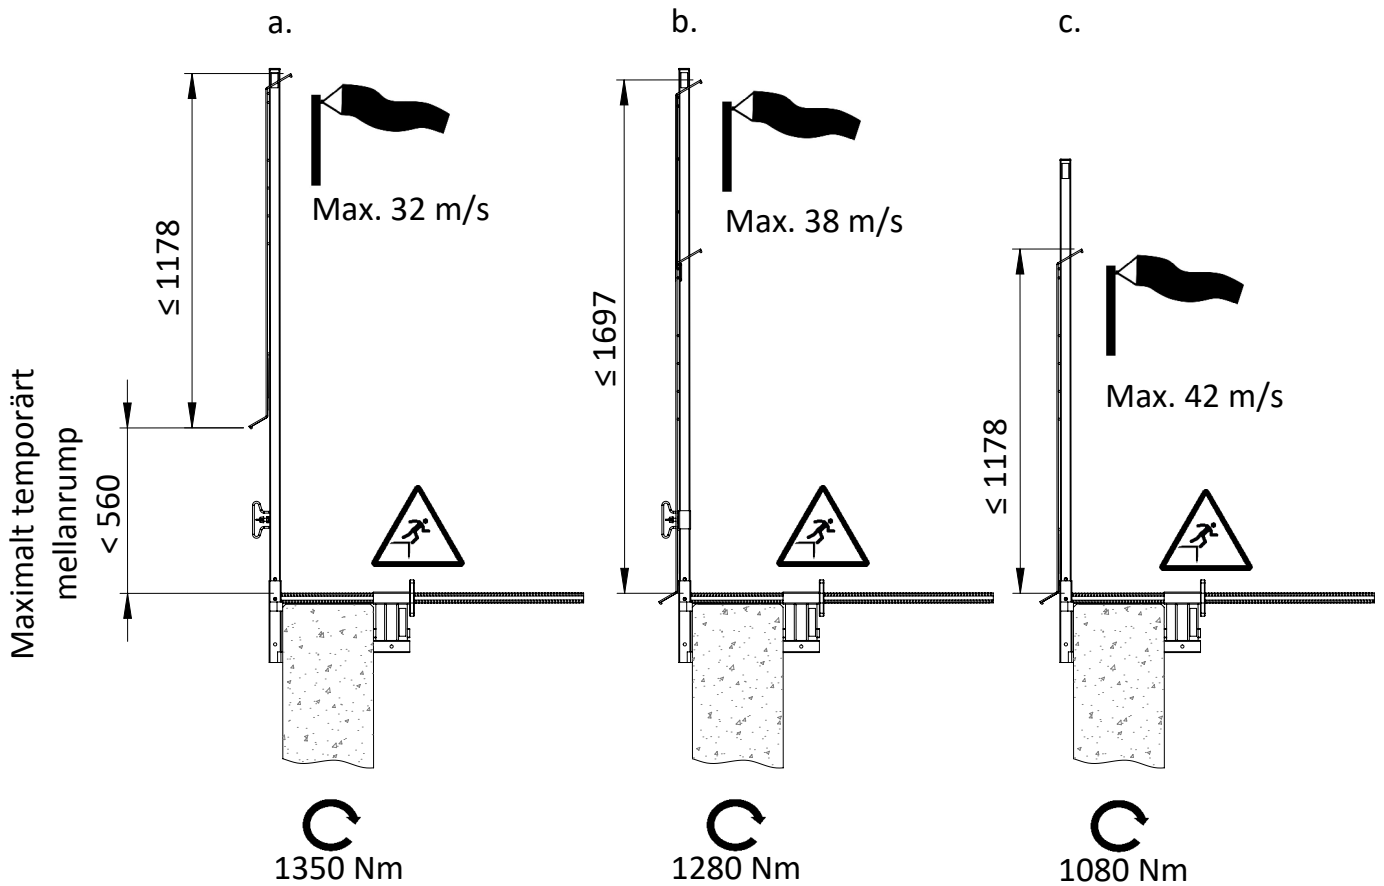 a.
b.
c.
Max. 32 m/s
Max. 38 m/s
Max. 42 m/s
≤ 1178
≤ 1697
≤ 1178
Maximalt temporärt
mellanrump
< 560
1350 Nm
1280 Nm
1080 Nm